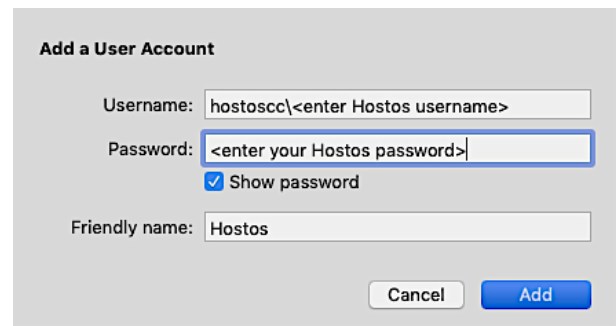 Add a User Account
Username: hostoscc\<enter Hostos username>
Password: <enter your Hostos password>
Show password
Friendly name: Hostos
Cancel Add